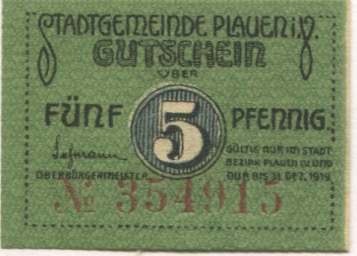 STADTGEMEINDE PLAUEN i.V.
GUTSCHEIN
ÜBER
FÜNF 5 PFENNIG.
GÜLTIG NUR IM STADT
BEZIRK PLAUEN i.V. UND
OBERBÜRGERMEISTER NUR BIS 31. DEZ. 1919
№ 354915